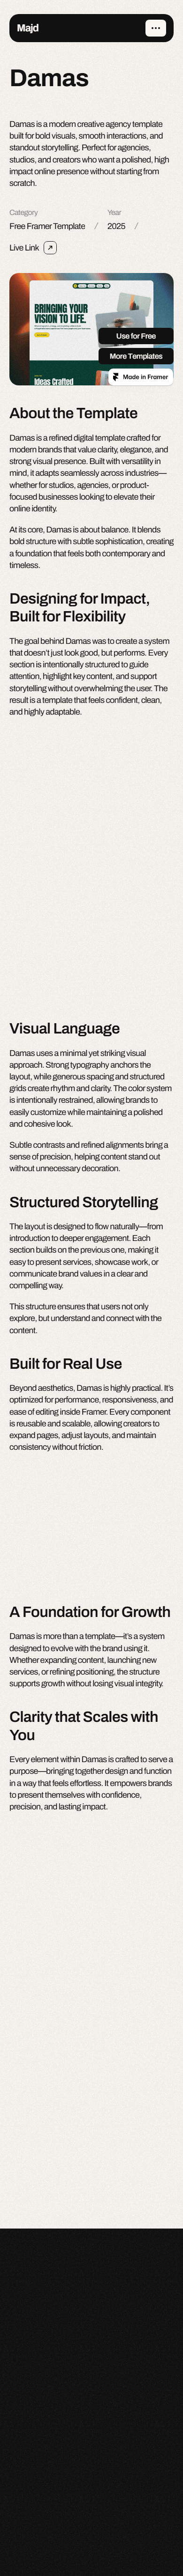 Majd
Damas
Damas is a modern creative agency template
built for bold visuals, smooth interactions, and
standout storytelling. Perfect for agencies,
studios, and creators who want a polished, high
impact online presence without starting from
scratch.
Category
Year
Free Framer Template / 2025 /
Live Link
BRINGING YOUR
VISION TO LIFE.
Use for Free
More Templates
Made in Framer
Ideas Crafted
About the Template
Damas is a refined digital template crafted for
modern brands that value clarity, elegance, and
strong visual presence. Built with versatility in
mind, it adapts seamlessly across industries—
whether for studios, agencies, or product-
focused businesses looking to elevate their
online identity.
At its core, Damas is about balance. It blends
bold structure with subtle sophistication, creating
a foundation that feels both contemporary and
timeless.
Designing for Impact,
Built for Flexibility
The goal behind Damas was to create a system
that doesn’t just look good, but performs. Every
section is intentionally structured to guide
attention, highlight key content, and support
storytelling without overwhelming the user. The
result is a template that feels confident, clean,
and highly adaptable.
Visual Language
Damas uses a minimal yet striking visual
approach. Strong typography anchors the
layout, while generous spacing and structured
grids create rhythm and clarity. The color system
is intentionally restrained, allowing brands to
easily customize while maintaining a polished
and cohesive look.
Subtle contrasts and refined alignments bring a
sense of precision, helping content stand out
without unnecessary decoration.
Structured Storytelling
The layout is designed to flow naturally—from
introduction to deeper engagement. Each
section builds on the previous one, making it
easy to present services, showcase work, or
communicate brand values in a clear and
compelling way.
This structure ensures that users not only
explore, but understand and connect with the
content.
Built for Real Use
Beyond aesthetics, Damas is highly practical. It’s
optimized for performance, responsiveness, and
ease of editing inside Framer. Every component
is reusable and scalable, allowing creators to
expand pages, adjust layouts, and maintain
consistency without friction.
A Foundation for Growth
Damas is more than a template—it’s a system
designed to evolve with the brand using it.
Whether expanding content, launching new
services, or refining positioning, the structure
supports growth without losing visual integrity.
Clarity that Scales with
You
Every element within Damas is crafted to serve a
purpose—bringing together design and function
in a way that feels effortless. It empowers brands
to present themselves with confidence,
precision, and lasting impact.